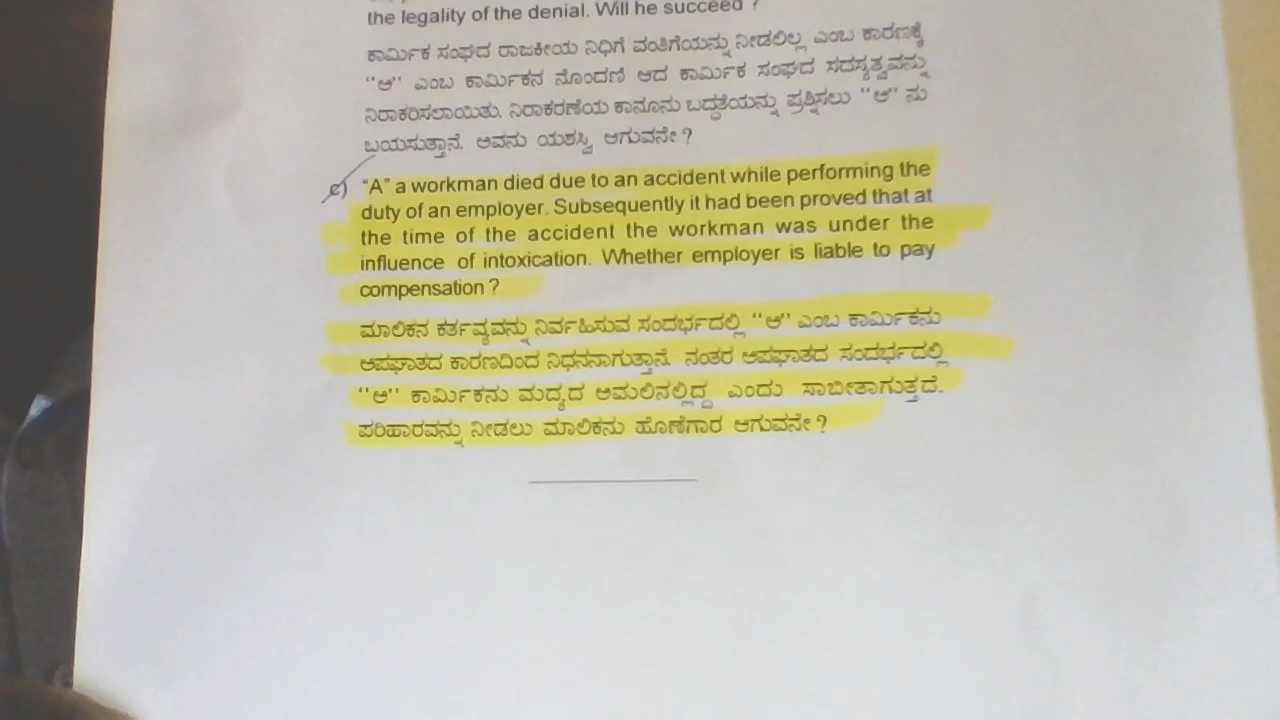 the legality of the denial. Will he succeed ?
ಕಾರ್ಮಿಕ ಸಂಘದ ರಾಜಕೀಯ ನಿಧಿಗೆ ವಂತಿಗೆಯನ್ನು ನೀಡಲಿಲ್ಲ ಎಂಬ ಕಾರಣಕ್ಕೆ
"ಆ" ಎಂಬ ಕಾರ್ಮಿಕನ ನೊಂದಣಿ ಆದ ಕಾರ್ಮಿಕ ಸಂಘದ ಸದಸ್ಯತ್ವವನ್ನು
ನಿರಾಕರಿಸಲಾಯಿತು. ನಿರಾಕರಣೆಯ ಕಾನೂನು ಬದ್ಧತೆಯನ್ನು ಪ್ರಶ್ನಿಸಲು "ಆ" ನು
ಬಯಸುತ್ತಾನೆ. ಅವನು ಯಶಸ್ವಿ ಆಗುವನೇ ?
c) "A" a workman died due to an accident while performing the
duty of an employer. Subsequently it had been proved that at
the time of the accident the workman was under the
influence of intoxication. Whether employer is liable to pay
compensation ?
ಮಾಲಿಕನ ಕರ್ತವ್ಯವನ್ನು ನಿರ್ವಹಿಸುವ ಸಂದರ್ಭದಲ್ಲಿ "ಆ" ಎಂಬ ಕಾರ್ಮಿಕನು
ಅಪಘಾತದ ಕಾರಣದಿಂದ ನಿಧನನಾಗುತ್ತಾನೆ. ನಂತರ ಅಪಘಾತದ ಸಂದರ್ಭದಲ್ಲಿ
"ಆ" ಕಾರ್ಮಿಕನು ಮದ್ಯದ ಅಮಲಿನಲ್ಲಿದ್ದ ಎಂದು ಸಾಬೀತಾಗುತ್ತದೆ.
ಪರಿಹಾರವನ್ನು ನೀಡಲು ಮಾಲಿಕನು ಹೊಣೆಗಾರ ಆಗುವನೇ ?